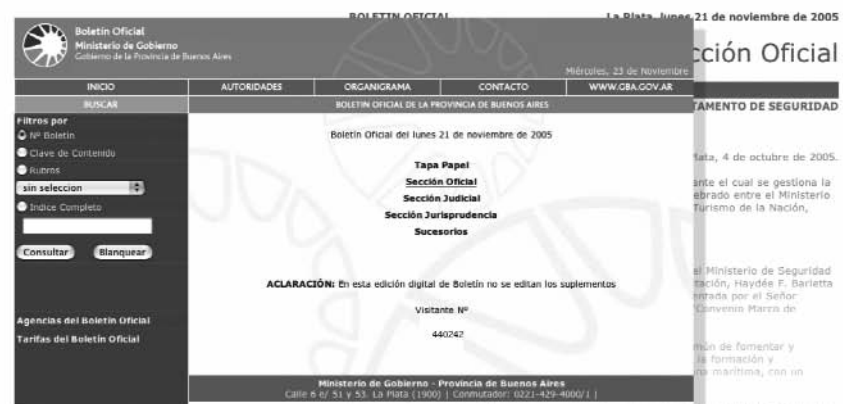 BOLETIN OFICIAL
La Plata, lunes 21 de noviembre de 2005
Boletín Oficial
Ministerio de Gobierno
Gobierno de la Provincia de Buenos Aires
Miércoles, 23 de Noviembre
cción Oficial
INICIO
AUTORIDADES
ORGANIGRAMA
CONTACTO
WWW.GBA.GOV.AR
BUSCAR
BOLETIN OFICIAL DE LA PROVINCIA DE BUENOS AIRES
TAMENTO DE SEGURIDAD
Filtros por
Nº Boletin
Clave de Contenido
Rubros
sin seleccion
Indice Completo
Consultar
Blanquear
Agencias del Boletín Oficial
Tarifas del Boletín Oficial
Boletín Oficial del lunes 21 de noviembre de 2005
Tapa Papel
Sección Oficial
Sección Judicial
Sección Jurisprudencia
Sucesorios
ACLARACIÓN: En esta edición digital de Boletín no se editan los suplementos
Visitante Nº
440242
Ministerio de Gobierno - Provincia de Buenos Aires
Calle 6 e/ 51 y 53. La Plata (1900) | Conmutador: 0221-429-4000/1 |
lata, 4 de octubre de 2005.
ante el cual se gestiona la
ebrado entre el Ministerio
Turismo de la Nación,
el Ministerio de Seguridad
tación, Haydée F. Barletta
entada por el Señor
"Convenio Marco de
mún de fomentar y
la formación y
na marítima, con un